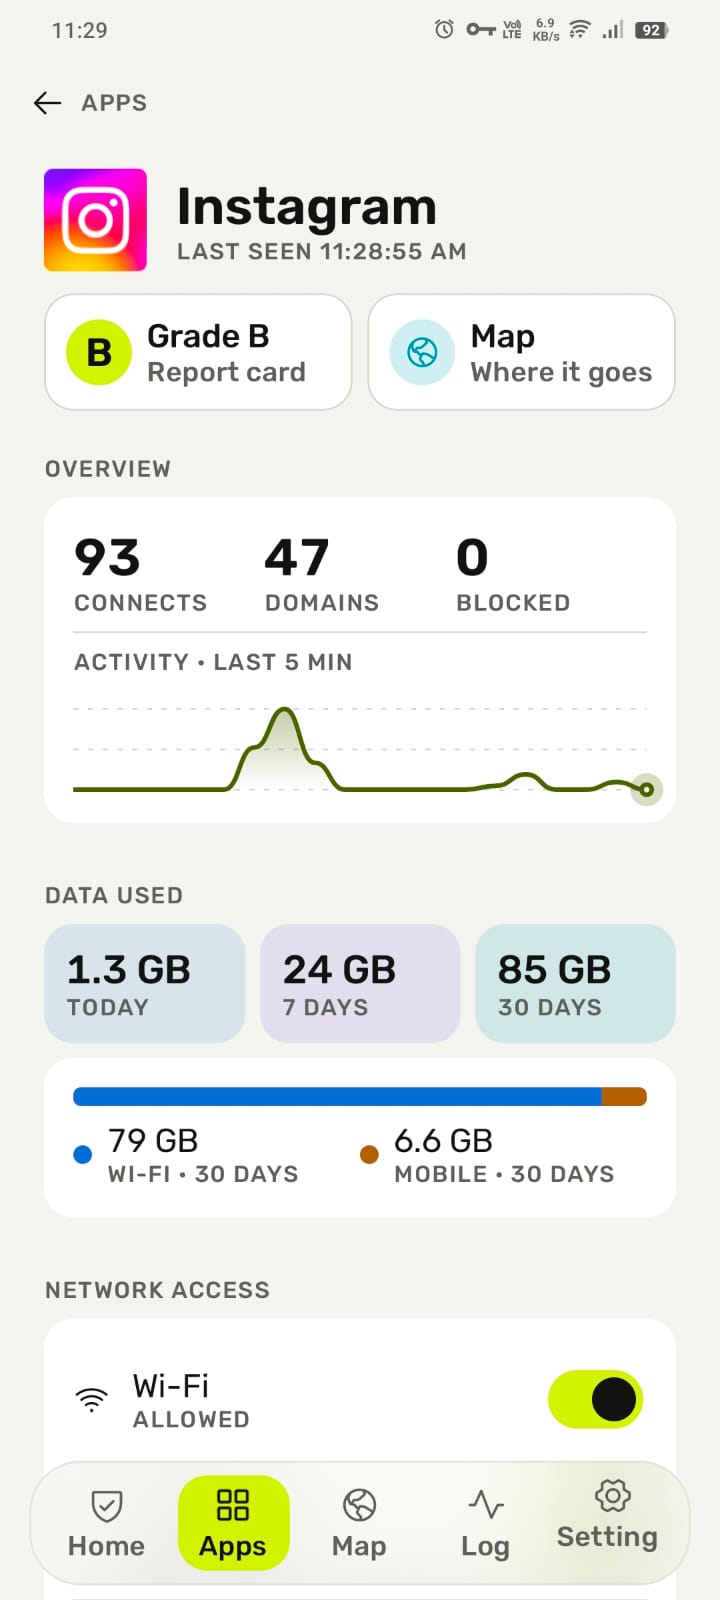 11:29
Vo) LTE
6.9 KB/s
92
APPS
Instagram
LAST SEEN 11:28:55 AM
B
Grade B
Report card
Map
Where it goes
OVERVIEW
93
CONNECTS
47
DOMAINS
0
BLOCKED
ACTIVITY • LAST 5 MIN
DATA USED
1.3 GB
TODAY
24 GB
7 DAYS
85 GB
30 DAYS
79 GB
WI-FI • 30 DAYS
6.6 GB
MOBILE • 30 DAYS
NETWORK ACCESS
Wi-Fi
ALLOWED
Home
Apps
Map
Log
Setting